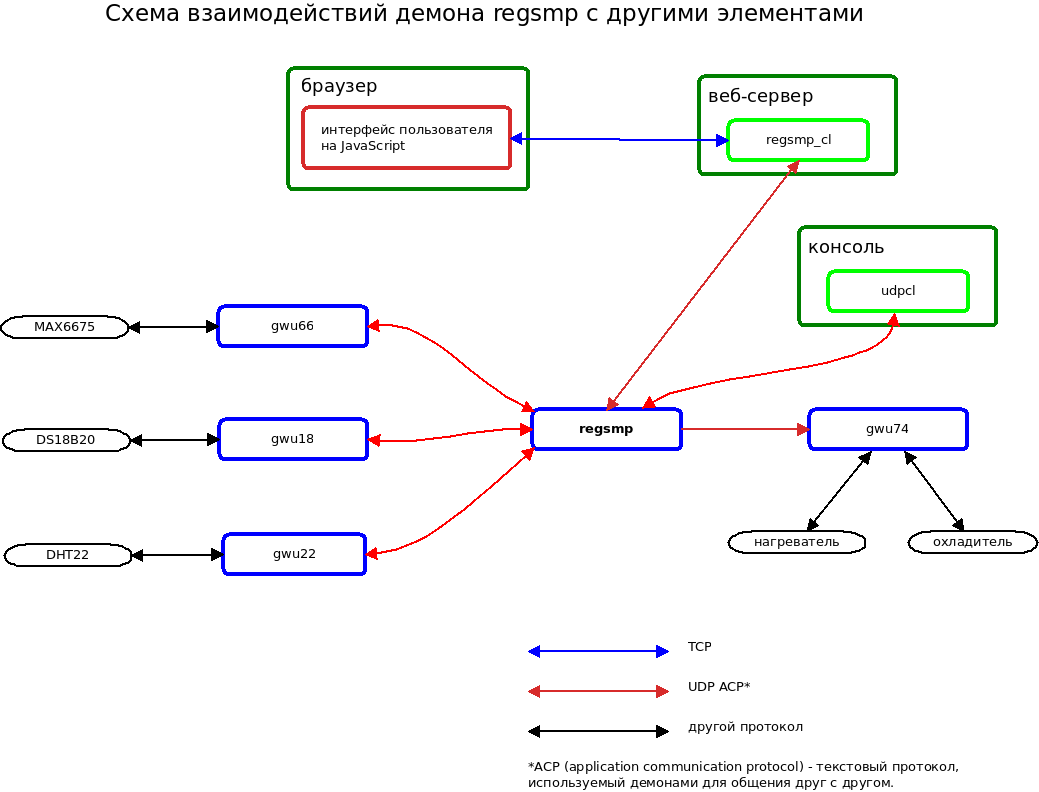 Схема взаимодействий демона regsmp с другими элементами
браузер
интерфейс пользователя
на JavaScript
веб-сервер
regsmp_cl
консоль
udpcl
MAX6675
gwu66
DS18B20
gwu18
regsmp
gwu74
DHT22
gwu22
нагреватель
охладитель
TCP
UDP ACP*
другой протокол
*ACP (application communication protocol) - текстовый протокол,
используемый демонами для общения друг с другом.